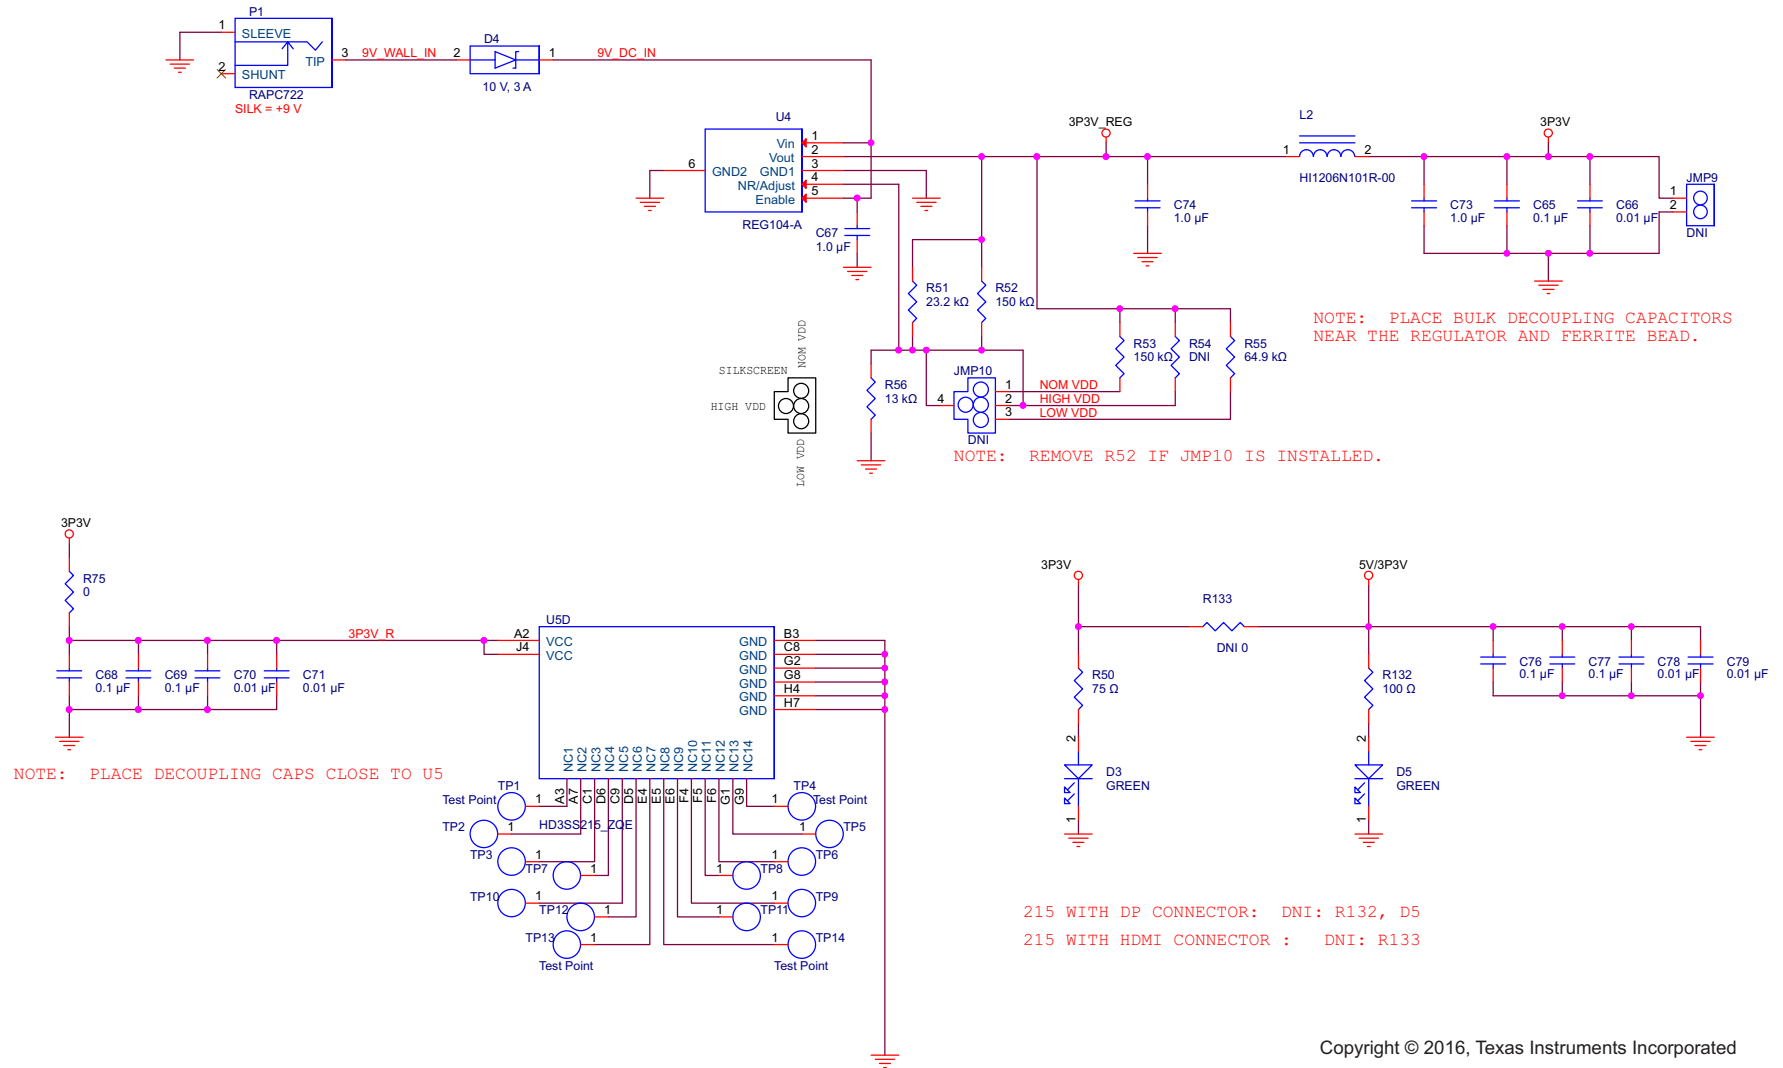 P1
1
SLEEVE
TIP
2
SHUNT
3
RAPC722
SILK = +9 V
9V_WALL_IN
2
D4
1
10 V, 3 A
9V_DC_IN
U4
Vin
1
Vout
2
GND1
3
NR/Adjust
4
Enable
5
6
GND2
REG104-A
C67
1.0 µF
3P3V_REG
C74
1.0 µF
L2
1
2
HI1206N101R-00
3P3V
C73
1.0 µF
C65
0.1 µF
C66
0.01 µF
JMP9
1
2
DNI
NOTE: PLACE BULK DECOUPLING CAPACITORS
NEAR THE REGULATOR AND FERRITE BEAD.
R51
23.2 kΩ
R52
150 kΩ
R53
150 kΩ
R54
DNI
R55
64.9 kΩ
R56
13 kΩ
SILKSCREEN
NOM VDD
HIGH VDD
LOW VDD
JMP10
4
1
2
3
DNI
NOM VDD
HIGH VDD
LOW VDD
NOTE: REMOVE R52 IF JMP10 IS INSTALLED.
3P3V
R75
0
3P3V_R
C68
0.1 µF
C69
0.1 µF
C70
0.01 µF
C71
0.01 µF
NOTE: PLACE DECOUPLING CAPS CLOSE TO U5
U5D
A2
VCC
J4
VCC
GND
B3
GND
C8
GND
G2
GND
G8
GND
H4
GND
H7
NC1
NC2
NC3
NC4
NC5
NC6
NC7
NC8
NC9
NC10
NC11
NC12
NC13
NC14
A3
A7
C1
D6
C9
D5
E4
E5
E6
F4
F5
F6
G1
G9
HD3SS215_ZQE
TP1
Test Point
1
TP2
1
TP3
1
TP7
1
TP10
1
TP12
1
TP13
1
Test Point
TP4
Test Point
1
TP5
1
TP6
1
TP8
1
TP9
1
TP11
1
TP14
1
Test Point
3P3V
R50
75 Ω
2
D3
GREEN
1
R133
DNI 0
5V/3P3V
R132
100 Ω
2
D5
GREEN
1
C76
0.1 µF
C77
0.1 µF
C78
0.01 µF
C79
0.01 µF
215 WITH DP CONNECTOR: DNI: R132, D5
215 WITH HDMI CONNECTOR : DNI: R133
Copyright © 2016, Texas Instruments Incorporated